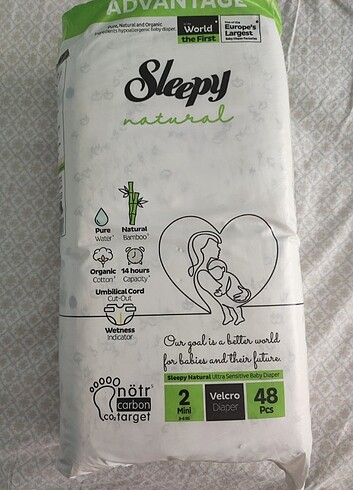 ADVANTAGE
Pure, Natural and Organic
ingredients hypoallergenic baby diaper.
World
the First
Europe's
Largest
Sleepy
natural
Pure
Water
Natural
Bamboo
Organic
Cotton
14 hours
Capacity
Umbilical Cord
Cut-Out
Wetness
Indicator
Our goal is a better world
for babies and their future.
Sleepy Natural Ultra Sensitive Baby Diaper
2
Mini
Velcro
Diaper
48
Pcs
nötr
carbon
CO₂ target